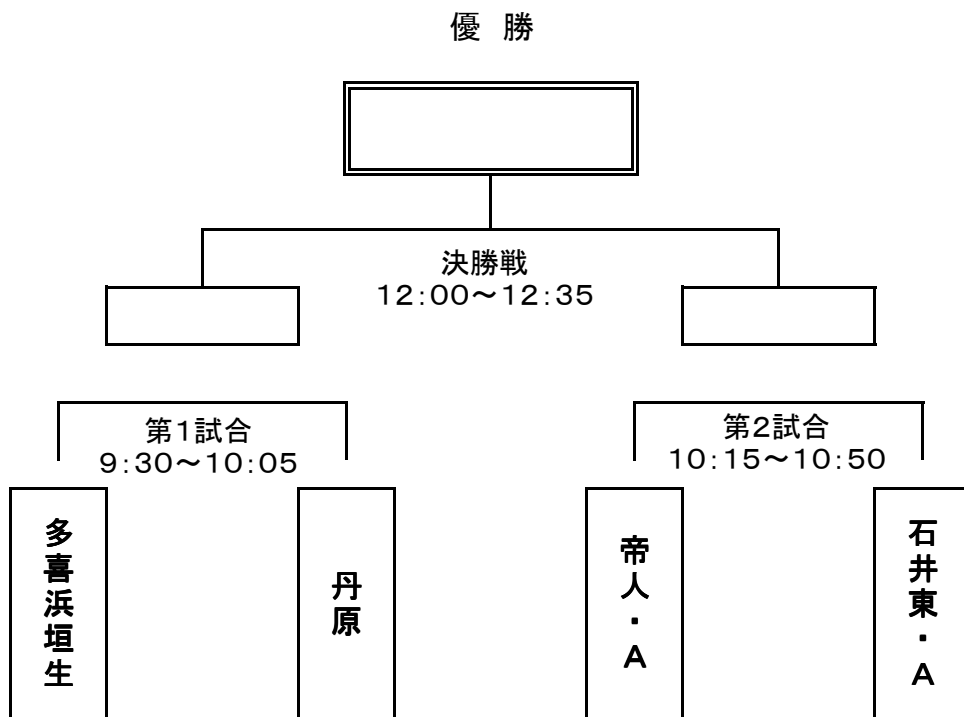 優 勝
決勝戦
12:00～12:35
第1試合
9:30～10:05
第2試合
10:15～10:50
多喜浜垣生
丹原
帝人・A
石井東・A